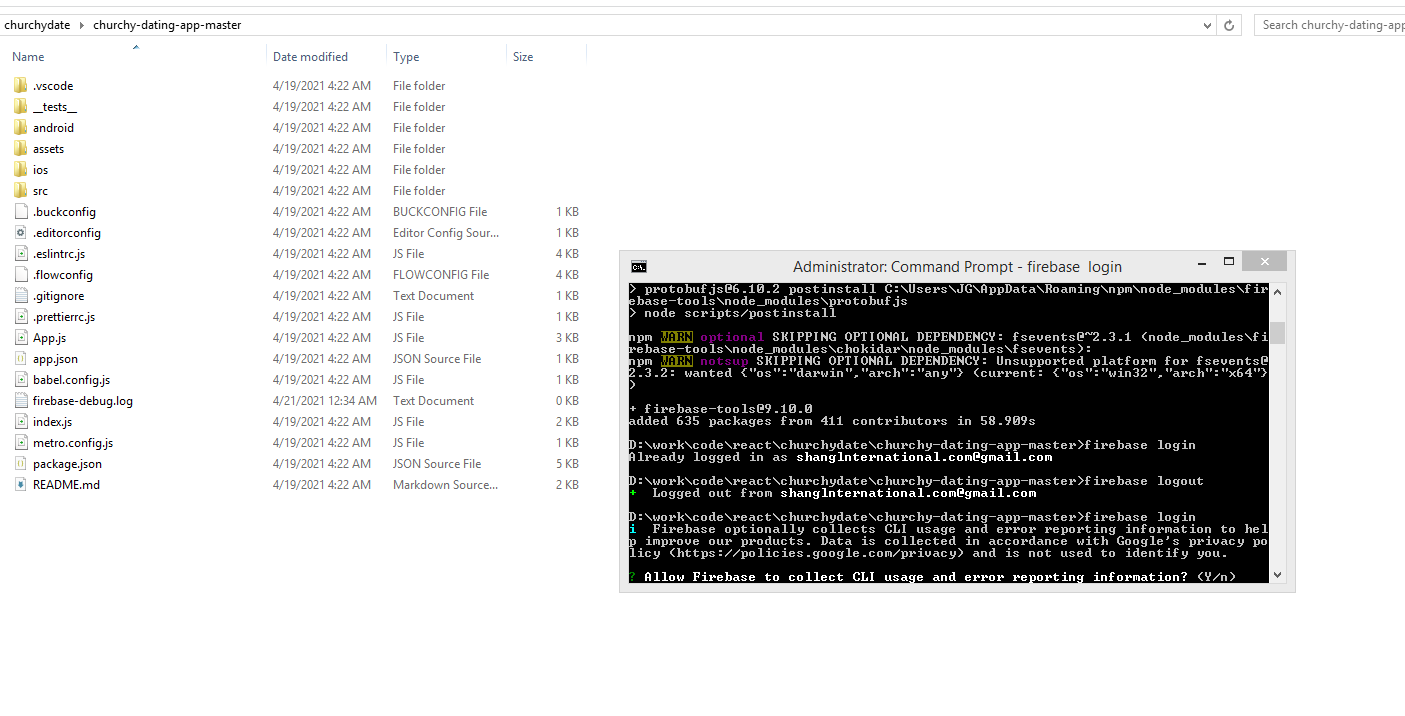 churchydate churchy-dating-app-master
Search churchy-dating-app
Name Date modified Type Size
.vscode 4/19/2021 4:22 AM File folder
__tests__ 4/19/2021 4:22 AM File folder
android 4/19/2021 4:22 AM File folder
assets 4/19/2021 4:22 AM File folder
ios 4/19/2021 4:22 AM File folder
src 4/19/2021 4:22 AM File folder
.buckconfig 4/19/2021 4:22 AM BUCKCONFIG File 1 KB
.editorconfig 4/19/2021 4:22 AM Editor Config Sour... 1 KB
.eslintrc.js 4/19/2021 4:22 AM JS File 4 KB
.flowconfig 4/19/2021 4:22 AM FLOWCONFIG File 4 KB
.gitignore 4/19/2021 4:22 AM Text Document 1 KB
.prettierrc.js 4/19/2021 4:22 AM JS File 1 KB
App.js 4/19/2021 4:22 AM JS File 3 KB
app.json 4/19/2021 4:22 AM JSON Source File 1 KB
babel.config.js 4/19/2021 4:22 AM JS File 1 KB
firebase-debug.log 4/21/2021 12:34 AM Text Document 0 KB
index.js 4/19/2021 4:22 AM JS File 2 KB
metro.config.js 4/19/2021 4:22 AM JS File 1 KB
package.json 4/19/2021 4:22 AM JSON Source File 5 KB
README.md 4/19/2021 4:22 AM Markdown Source... 2 KB
Administrator: Command Prompt - firebase login
> protobufjs@6.10.2 postinstall C:\Users\JG\AppData\Roaming\npm\node_modules\fir
ebase-tools\node_modules\protobufjs
> node scripts/postinstall
npm WARN optional SKIPPING OPTIONAL DEPENDENCY: fsevents@~2.3.1 (node_modules\fi
rebase-tools\node_modules\chokidar\node_modules\fsevents):
npm WARN notsup SKIPPING OPTIONAL DEPENDENCY: Unsupported platform for fsevents@
2.3.2: wanted {"os":"darwin","arch":"any"} (current: {"os":"win32","arch":"x64"}
)
+ firebase-tools@9.10.0
added 635 packages from 411 contributors in 58.909s
D:\work\code\react\churchydate\churchy-dating-app-master>firebase login
Already logged in as shanglnternational.com@gmail.com
D:\work\code\react\churchydate\churchy-dating-app-master>firebase logout
+ Logged out from shanglnternational.com@gmail.com
D:\work\code\react\churchydate\churchy-dating-app-master>firebase login
i Firebase optionally collects CLI usage and error reporting information to hel
p improve our products. Data is collected in accordance with Google's privacy po
licy (https://policies.google.com/privacy) and is not used to identify you.
? Allow Firebase to collect CLI usage and error reporting information? (Y/n)